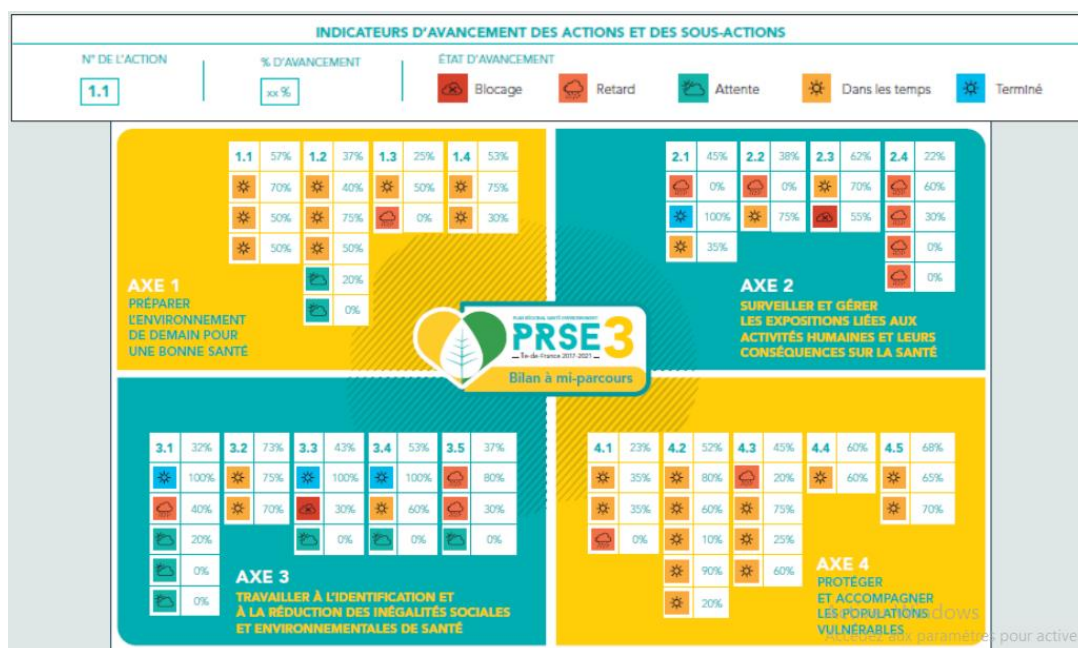 INDICATEURS D'AVANCEMENT DES ACTIONS ET DES SOUS-ACTIONS
N° DE L'ACTION
1.1
% D'AVANCEMENT
xx %
ÉTAT D'AVANCEMENT
Blocage
Retard
Attente
Dans les temps
Terminé
1.1 57% 1.2 37% 1.3 25% 1.4 53%
70% 40% 50% 75%
50% 75% 0% 30%
50% 50%
20%
0%
AXE 1
PRÉPARER
L'ENVIRONNEMENT
DE DEMAIN POUR
UNE BONNE SANTÉ
2.1 45% 2.2 38% 2.3 62% 2.4 22%
0% 0% 70% 60%
100% 75% 55% 30%
35% 0%
0%
AXE 2
SURVEILLER ET GÉRER
LES EXPOSITIONS LIÉES AUX
ACTIVITÉS HUMAINES ET LEURS
CONSÉQUENCES SUR LA SANTÉ
PLAN RÉGIONAL SANTÉ ENVIRONNEMENT
PRSE3
Île-de-France 2017-2021
Bilan à mi-parcours
3.1 32% 3.2 73% 3.3 43% 3.4 53% 3.5 37%
100% 75% 100% 100% 80%
40% 70% 30% 60% 30%
20% 0% 0% 0%
0%
0%
AXE 3
TRAVAILLER À L'IDENTIFICATION ET
À LA RÉDUCTION DES INÉGALITÉS SOCIALES
ET ENVIRONNEMENTALES DE SANTÉ
4.1 23% 4.2 52% 4.3 45% 4.4 60% 4.5 68%
35% 80% 20% 60% 65%
35% 60% 75% 70%
0% 10% 25%
90% 60%
20%
AXE 4
PROTÉGER
ET ACCOMPAGNER
LES POPULATIONS
VULNÉRABLES
Windows
aux paramètres pour active